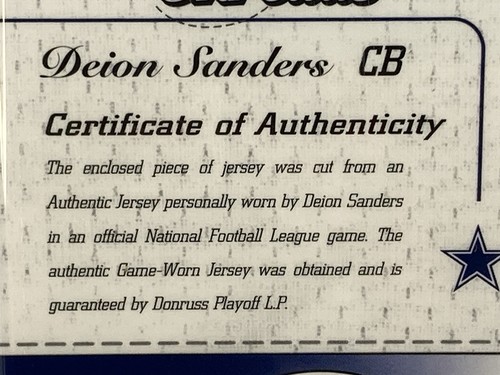 Deion Sanders CB
Certificate of Authenticity
The enclosed piece of jersey was cut from an
Authentic Jersey personally worn by Deion Sanders
in an official National Football League game. The
authentic Game-Worn Jersey was obtained and is
guaranteed by Donruss Playoff L.P.